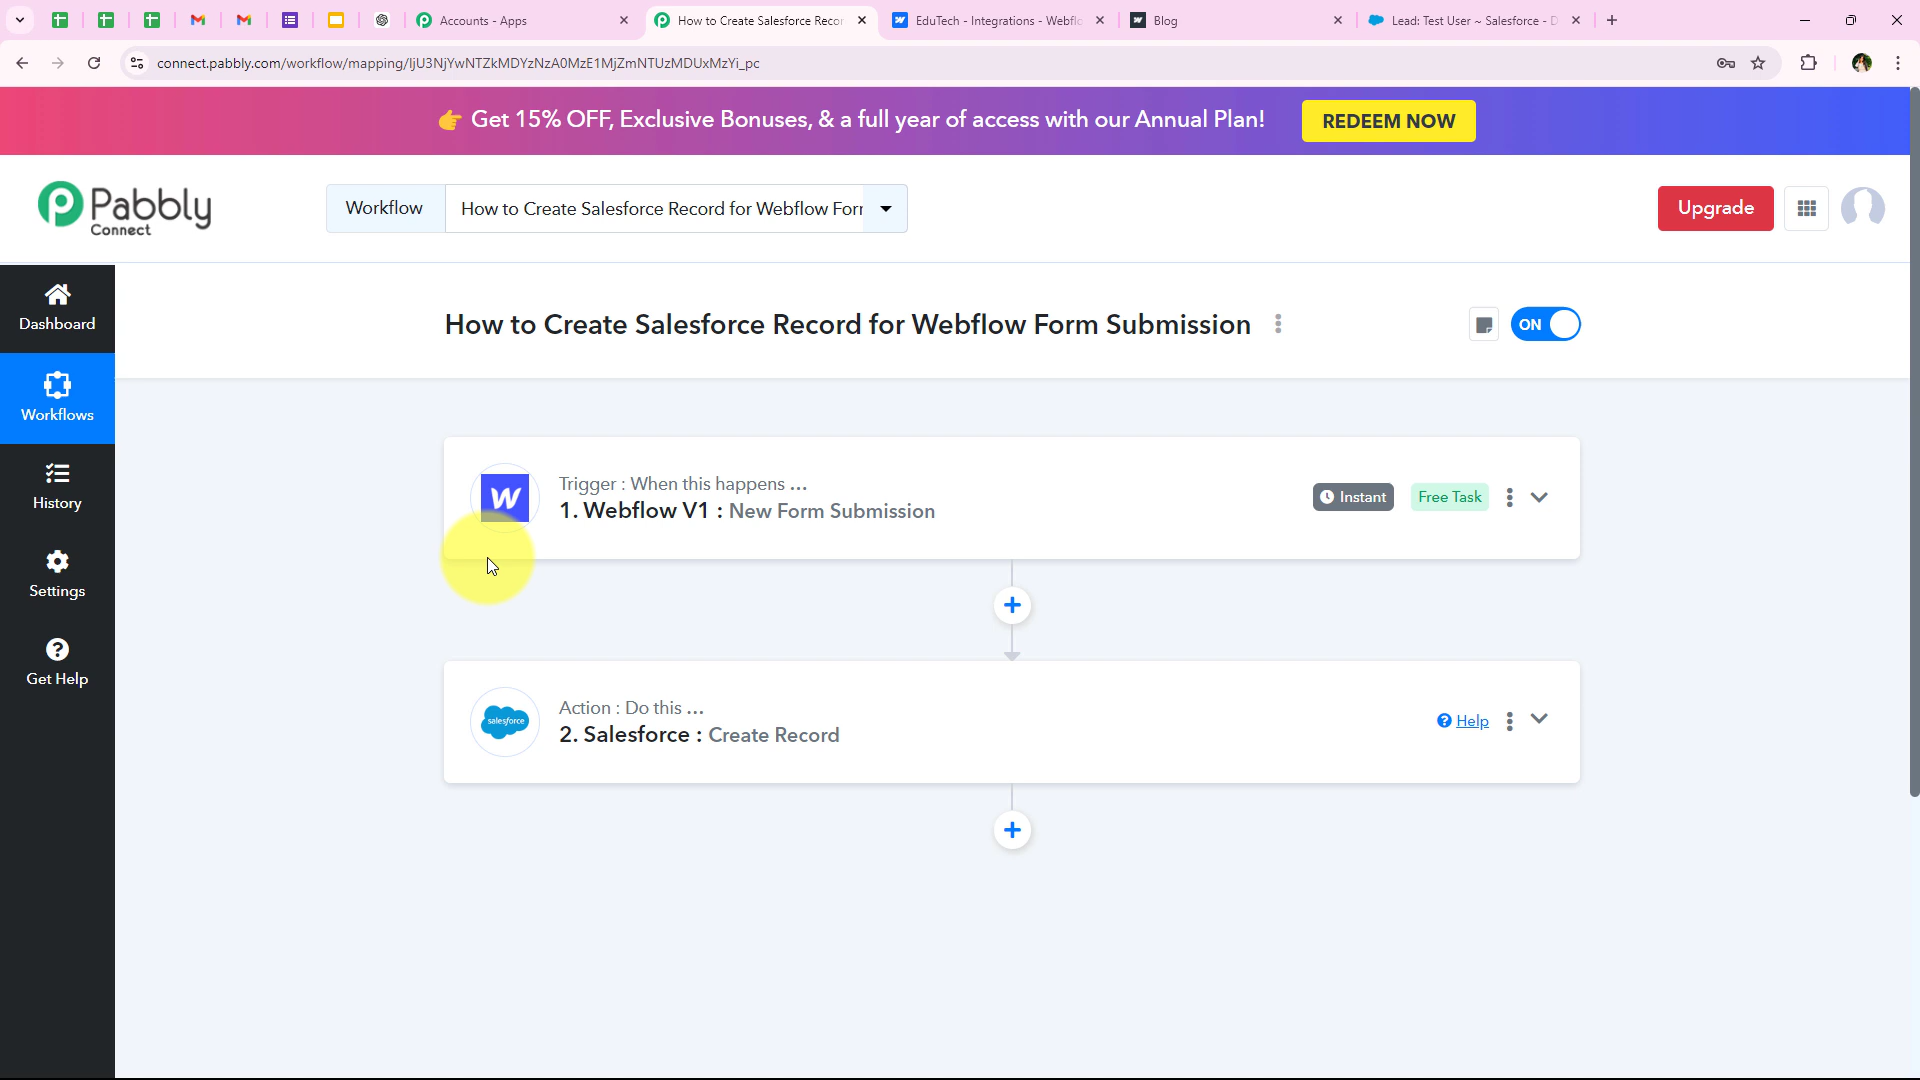 Accounts - Apps
How to Create Salesforce Recor
EduTech - Integrations - Webflo
Blog
Lead: Test User ~ Salesforce - D
connect.pabbly.com/workflow/mapping/IjU3NjYwNTZkMDYzNzA0MzE1MjZmNTUzMDUxMzYi_pc
👉 Get 15% OFF, Exclusive Bonuses, & a full year of access with our Annual Plan!
REDEEM NOW
Pabbly
Connect
Workflow
How to Create Salesforce Record for Webflow For
Upgrade
Dashboard
Workflows
History
Settings
Get Help
How to Create Salesforce Record for Webflow Form Submission
ON
Trigger : When this happens ...
1. Webflow V1 : New Form Submission
Instant
Free Task
salesforce
Action : Do this ...
2. Salesforce : Create Record
Help